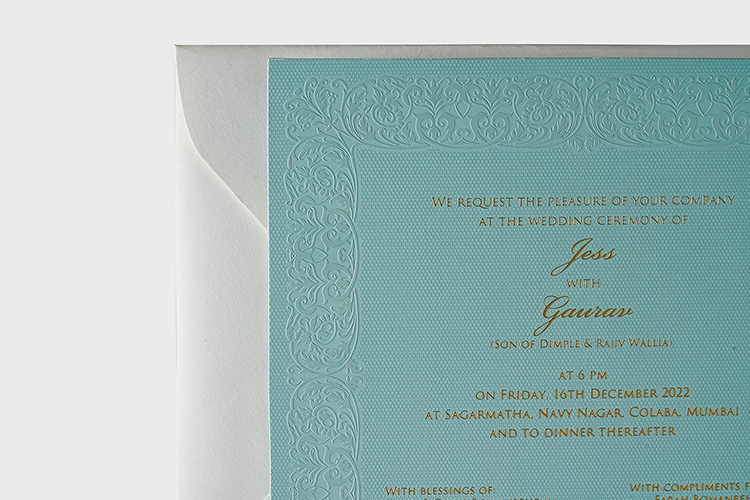 We request the pleasure of your company
at the wedding ceremony of
Jess
with
Gaurav
(Son of Dimple & Rajiv Wallia)
at 6 pm
on Friday, 16th December 2022
at Sagarmatha, Navy Nagar, Colaba, Mumbai
and to dinner thereafter
With blessings of:
With compliments
Sarah